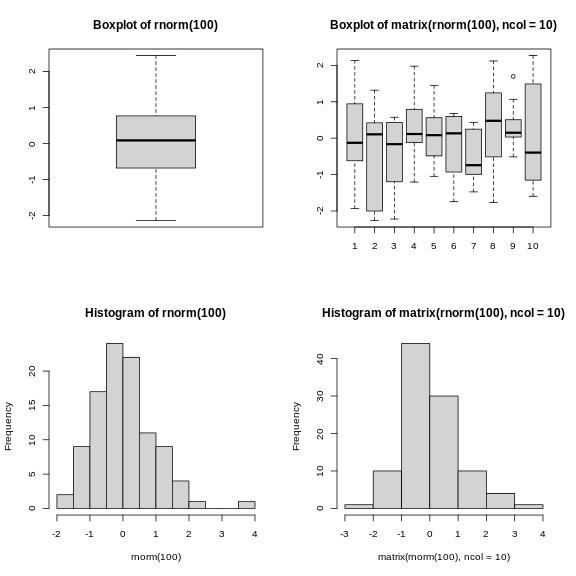 Boxplot of rnorm(100)
2
1
0
-1
-2
Boxplot of matrix(rnorm(100), ncol = 10)
2
1
0
-1
-2
1 2 3 4 5 6 7 8 9 10
Histogram of rnorm(100)
Frequency
20
15
10
5
0
-2 -1 0 1 2 3 4
rnorm(100)
Histogram of matrix(rnorm(100), ncol = 10)
Frequency
40
30
20
10
0
-3 -2 -1 0 1 2 3 4
matrix(rnorm(100), ncol = 10)